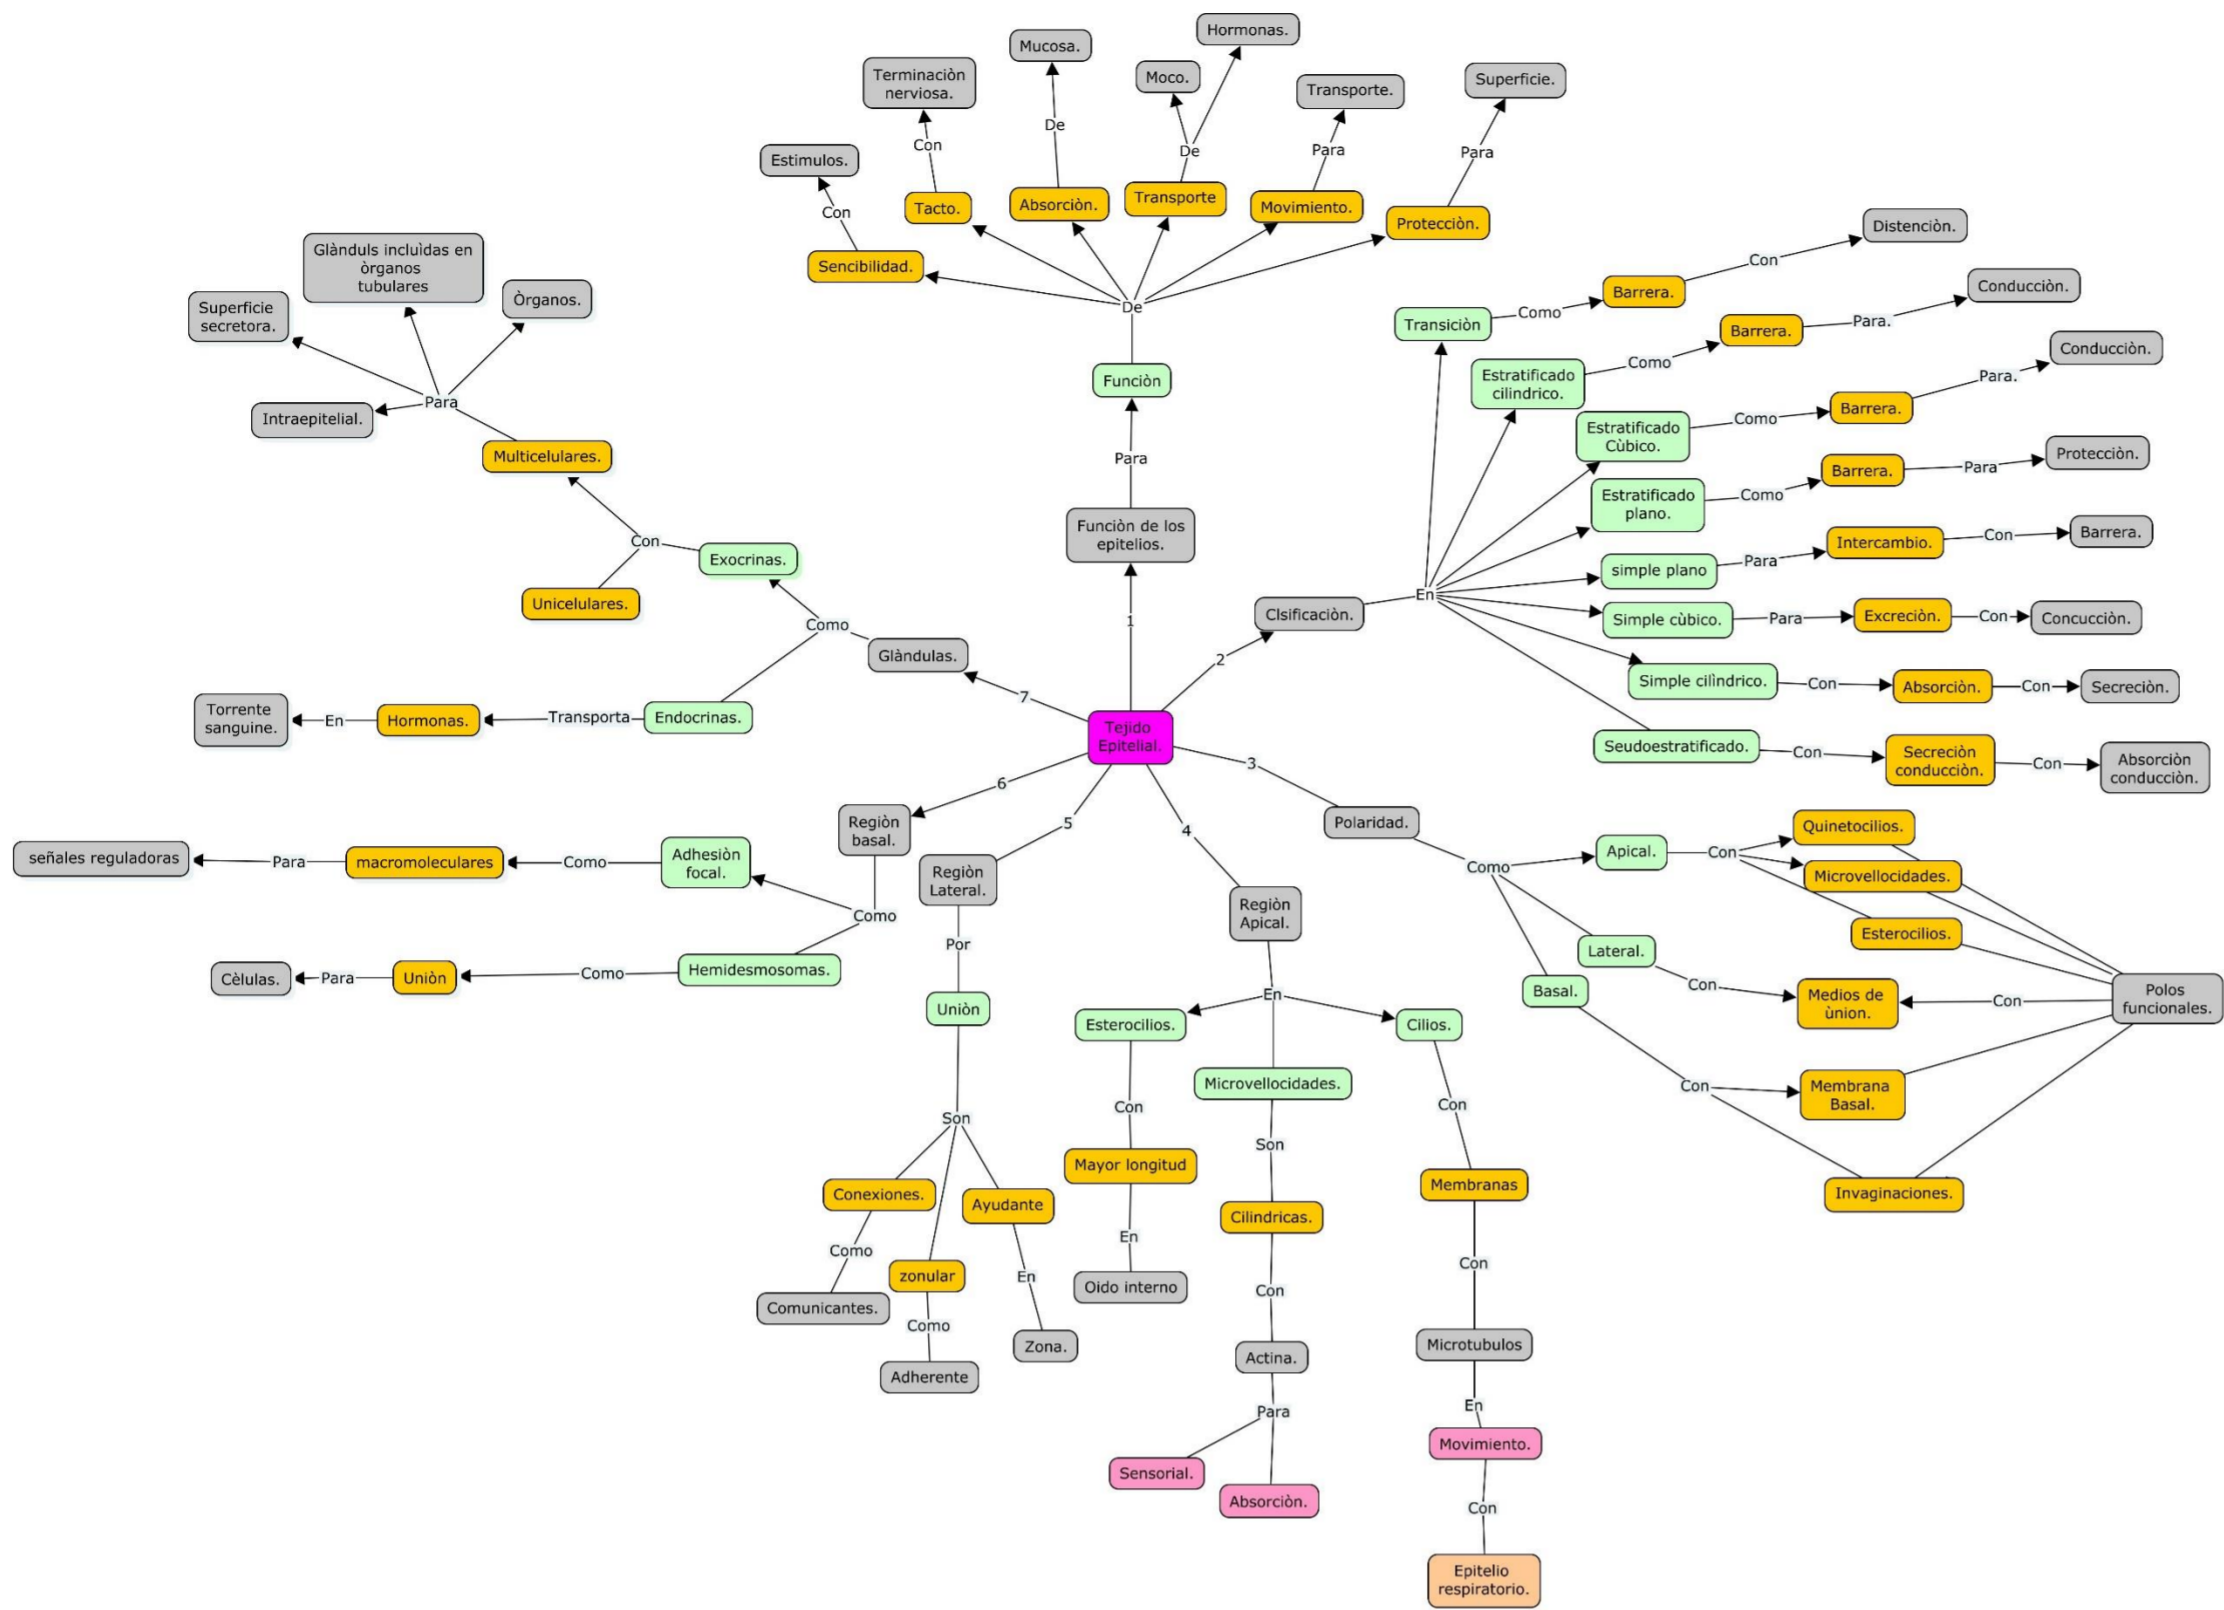 Hormonas.
Mucosa.
Terminaciòn
nerviosa.
Moco.
Transporte.
Superficie.
De
Con
De
Para
Para
Estimulos.
Con
Tacto.
Absorciòn.
Transporte
Movimiento.
Protecciòn.
Sencibilidad.
De
Funciòn
Para
Funciòn de los
epitelios.
1
Glànduls incluìdas en
òrganos
tubulares
Superficie
secretora.
Òrganos.
Intraepitelial.
Para
Multicelulares.
Con
Exocrinas.
Unicelulares.
Como
Glàndulas.
7
Torrente
sanguine.
En
Hormonas.
Transporta
Endocrinas.
Tejido
Epitelial.
2
Clsificaciòn.
En
Transiciòn
Como
Barrera.
Con
Distenciòn.
Estratificado
cilindrico.
Como
Barrera.
Para.
Conducciòn.
Estratificado
Cùbico.
Como
Barrera.
Para.
Conducciòn.
Estratificado
plano.
Como
Barrera.
Para
Protecciòn.
simple plano
Para
Intercambio.
Con
Barrera.
Simple cùbico.
Para
Excreciòn.
Con
Concucciòn.
Simple cilìndrico.
Con
Absorciòn.
Con
Secreciòn.
Seudoestratificado.
Con
Secreciòn
conducciòn.
Con
Absorciòn
conducciòn.
3
Polaridad.
Como
Apical.
Con
Quinetocilios.
Microvellocidades.
Esterocilios.
Lateral.
Con
Medios de
ùnion.
Con
Polos
funcionales.
Basal.
Con
Membrana
Basal.
Invaginaciones.
4
Regiòn
Apical.
En
Esterocilios.
Con
Mayor longitud
En
Oido interno
Microvellocidades.
Son
Cilindricas.
Con
Actina.
Para
Sensorial.
Absorciòn.
Cilios.
Con
Membranas
Con
Microtubulos
En
Movimiento.
Con
Epitelio
respiratorio.
5
Regiòn
Lateral.
Por
Uniòn
Son
Conexiones.
Como
Comunicantes.
zonular
Como
Adherente
Ayudante
En
Zona.
6
Regiòn
basal.
Como
Adhesiòn
focal.
Como
macromoleculares
Para
señales reguladoras
Hemidesmosomas.
Como
Uniòn
Para
Cèlulas.